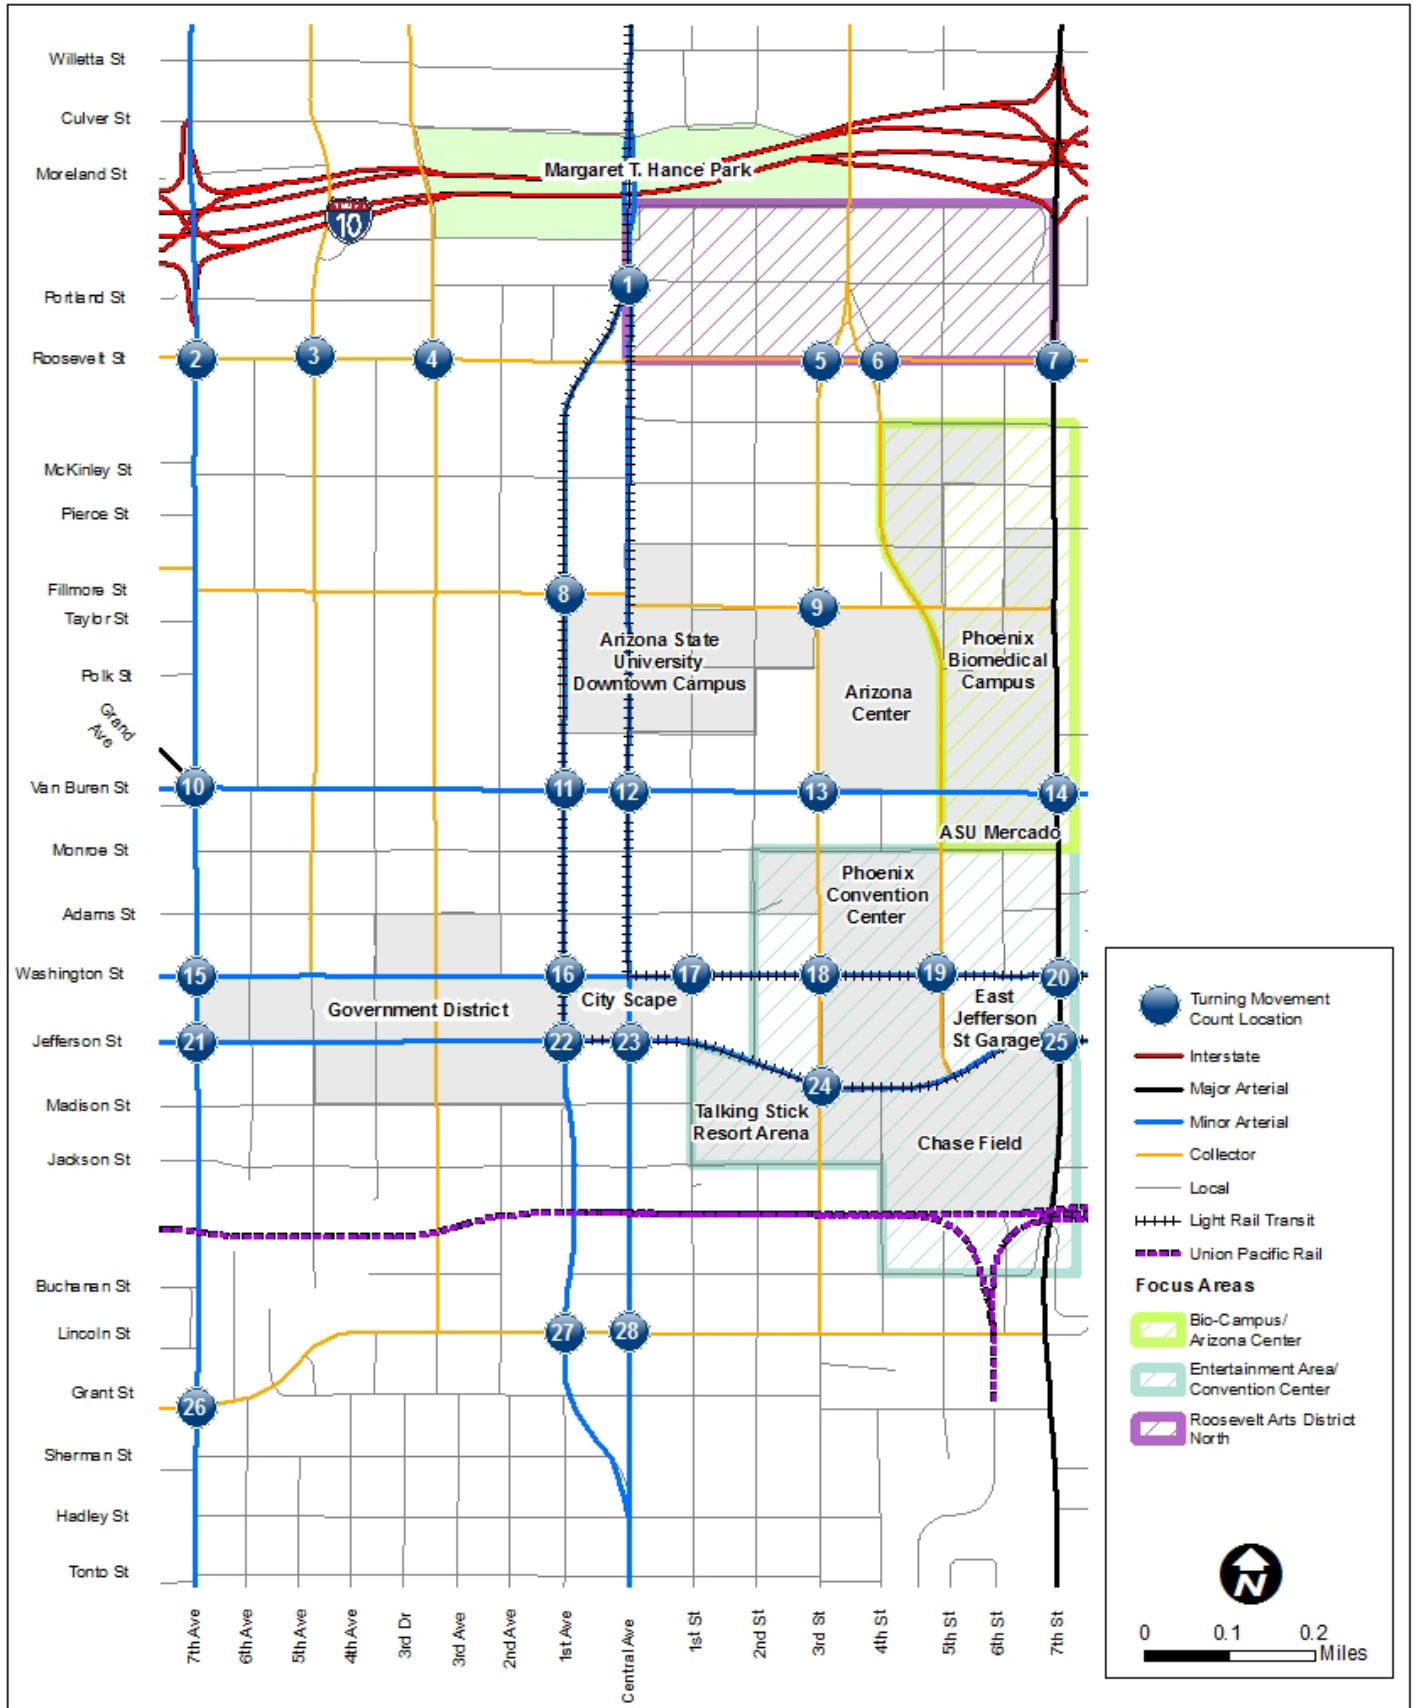 Willetta St
Culver St
Moreland St
Margaret T. Hance Park
10
Portland St
1
Roosevelt St
2
3
4
5
6
7
McKinley St
Pierce St
Fillmore St
8
9
Taylor St
Arizona State
University
Downtown Campus
Phoenix
Biomedical
Campus
Polk St
Arizona
Center
Grand
Ave
Van Buren St
10
11
12
13
14
ASU Mercado
Monroe St
Phoenix
Convention
Center
Adams St
Washington St
15
16
17
18
19
20
City Scape
Government District
East
Jefferson
St Garage
Jefferson St
21
22
23
24
25
Madison St
Talking Stick
Resort Arena
Chase Field
Jackson St
Buchanan St
Lincoln St
27
28
Grant St
26
Sherman St
Hadley St
Tonto St
7th Ave
6th Ave
5th Ave
4th Ave
3rd Dr
3rd Ave
2nd Ave
1st Ave
Central Ave
1st St
2nd St
3rd St
4th St
5th St
6th St
7th St
Turning Movement
Count Location
Interstate
Major Arterial
Minor Arterial
Collector
Local
Light Rail Transit
Union Pacific Rail
Focus Areas
Bio-Campus/
Arizona Center
Entertainment Area/
Convention Center
Roosevelt Arts District
North
N
0 0.1 0.2
Miles